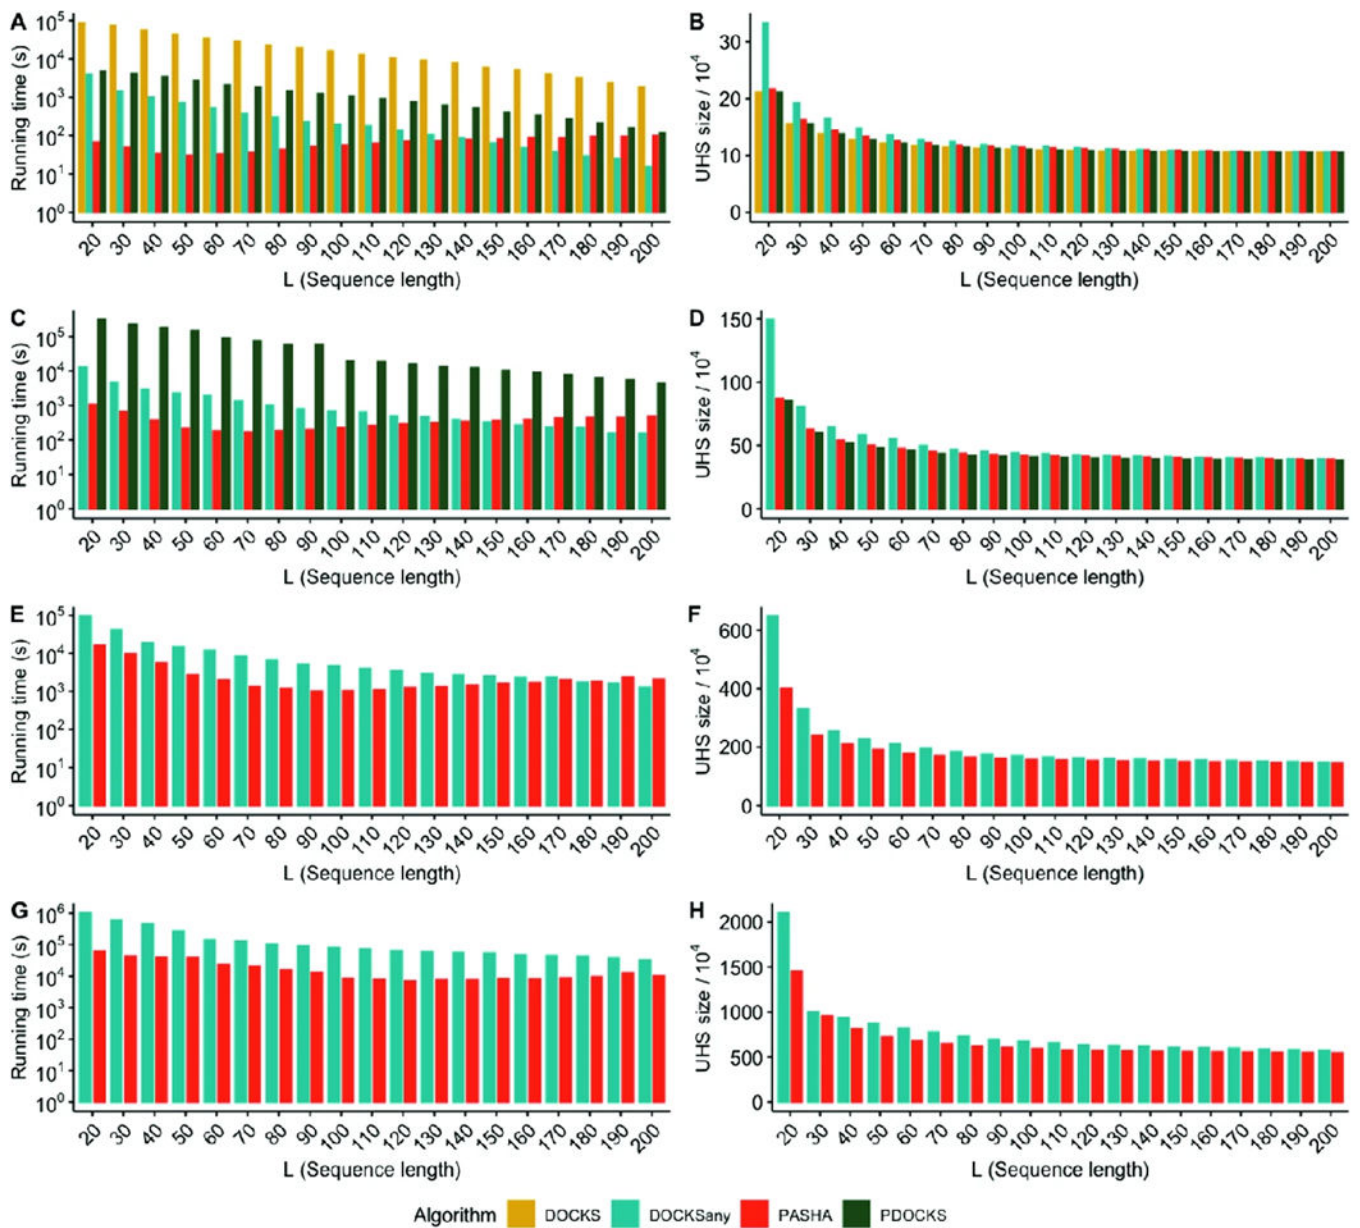 A
Running time (s)
10^5
10^4
10^3
10^2
10^1
10^0
20 30 40 50 60 70 80 90 100 110 120 130 140 150 160 170 180 190 200
L (Sequence length)
B
UHS size / 10^4
30
20
10
0
20 30 40 50 60 70 80 90 100 110 120 130 140 150 160 170 180 190 200
L (Sequence length)
C
Running time (s)
10^5
10^4
10^3
10^2
10^1
10^0
20 30 40 50 60 70 80 90 100 110 120 130 140 150 160 170 180 190 200
L (Sequence length)
D
UHS size / 10^4
150
100
50
0
20 30 40 50 60 70 80 90 100 110 120 130 140 150 160 170 180 190 200
L (Sequence length)
E
Running time (s)
10^5
10^4
10^3
10^2
10^1
10^0
20 30 40 50 60 70 80 90 100 110 120 130 140 150 160 170 180 190 200
L (Sequence length)
F
UHS size / 10^4
600
400
200
0
20 30 40 50 60 70 80 90 100 110 120 130 140 150 160 170 180 190 200
L (Sequence length)
G
Running time (s)
10^6
10^5
10^4
10^3
10^2
10^1
10^0
20 30 40 50 60 70 80 90 100 110 120 130 140 150 160 170 180 190 200
L (Sequence length)
H
UHS size / 10^4
2000
1500
1000
500
0
20 30 40 50 60 70 80 90 100 110 120 130 140 150 160 170 180 190 200
L (Sequence length)
Algorithm DOCKS DOCKSany PASHA PDOCKS